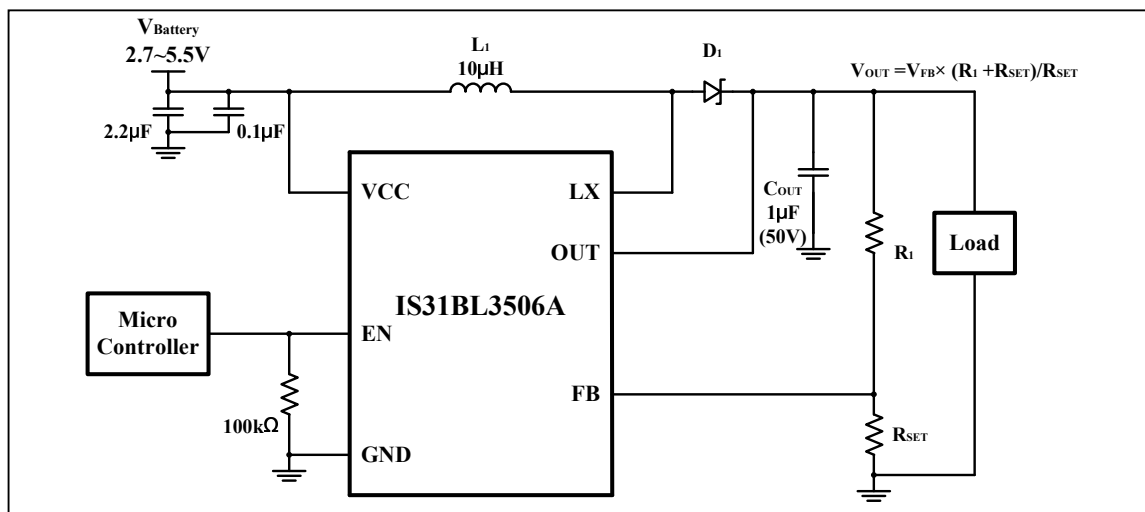 VBattery
2.7~5.5V
L1
10µH
D1
VOUT =VFB× (R1 +RSET)/RSET
2.2µF
0.1µF
VCC
LX
COUT
1µF
(50V)
OUT
R1
Load
IS31BL3506A
Micro
Controller
EN
FB
100kΩ
RSET
GND